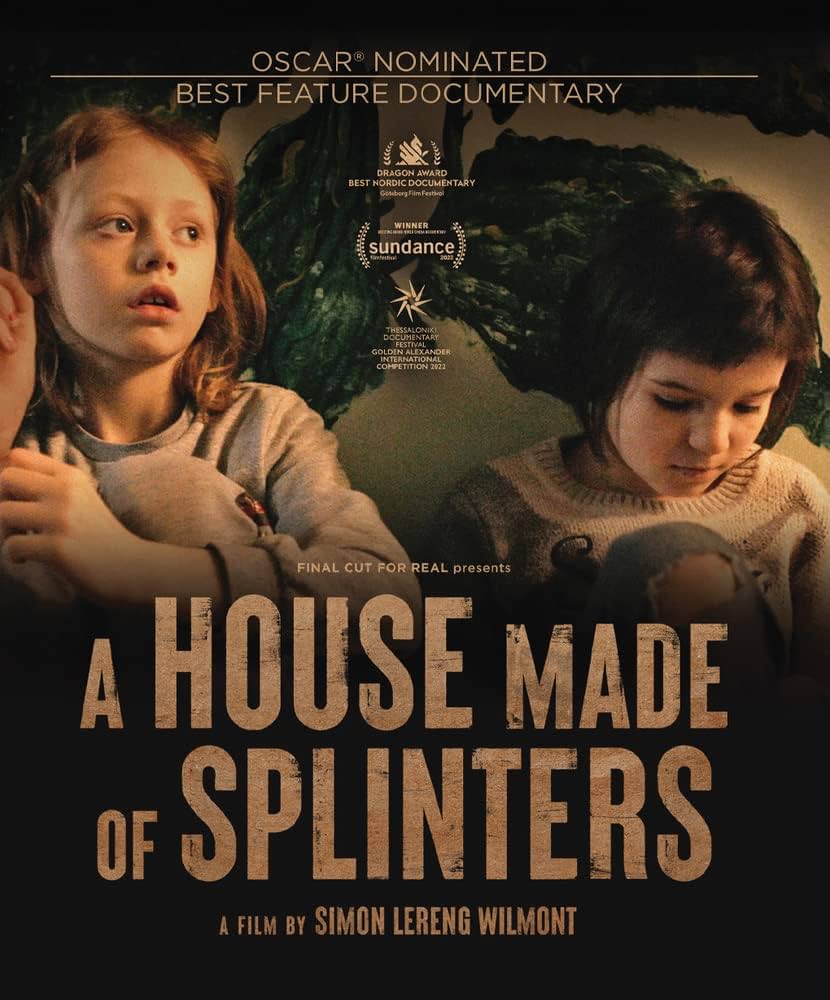 OSCAR® NOMINATED
BEST FEATURE DOCUMENTARY
DRAGON AWARD
BEST NORDIC DOCUMENTARY
Göteborg Film Festival
WINNER
sundance
filmfestival 2022
THESSALONIKI
DOCUMENTARY
FESTIVAL
GOLDEN ALEXANDER
INTERNATIONAL
COMPETITION 2022
FINAL CUT FOR REAL presents
A HOUSE MADE
OF SPLINTERS
A FILM BY SIMON LERENG WILMONT